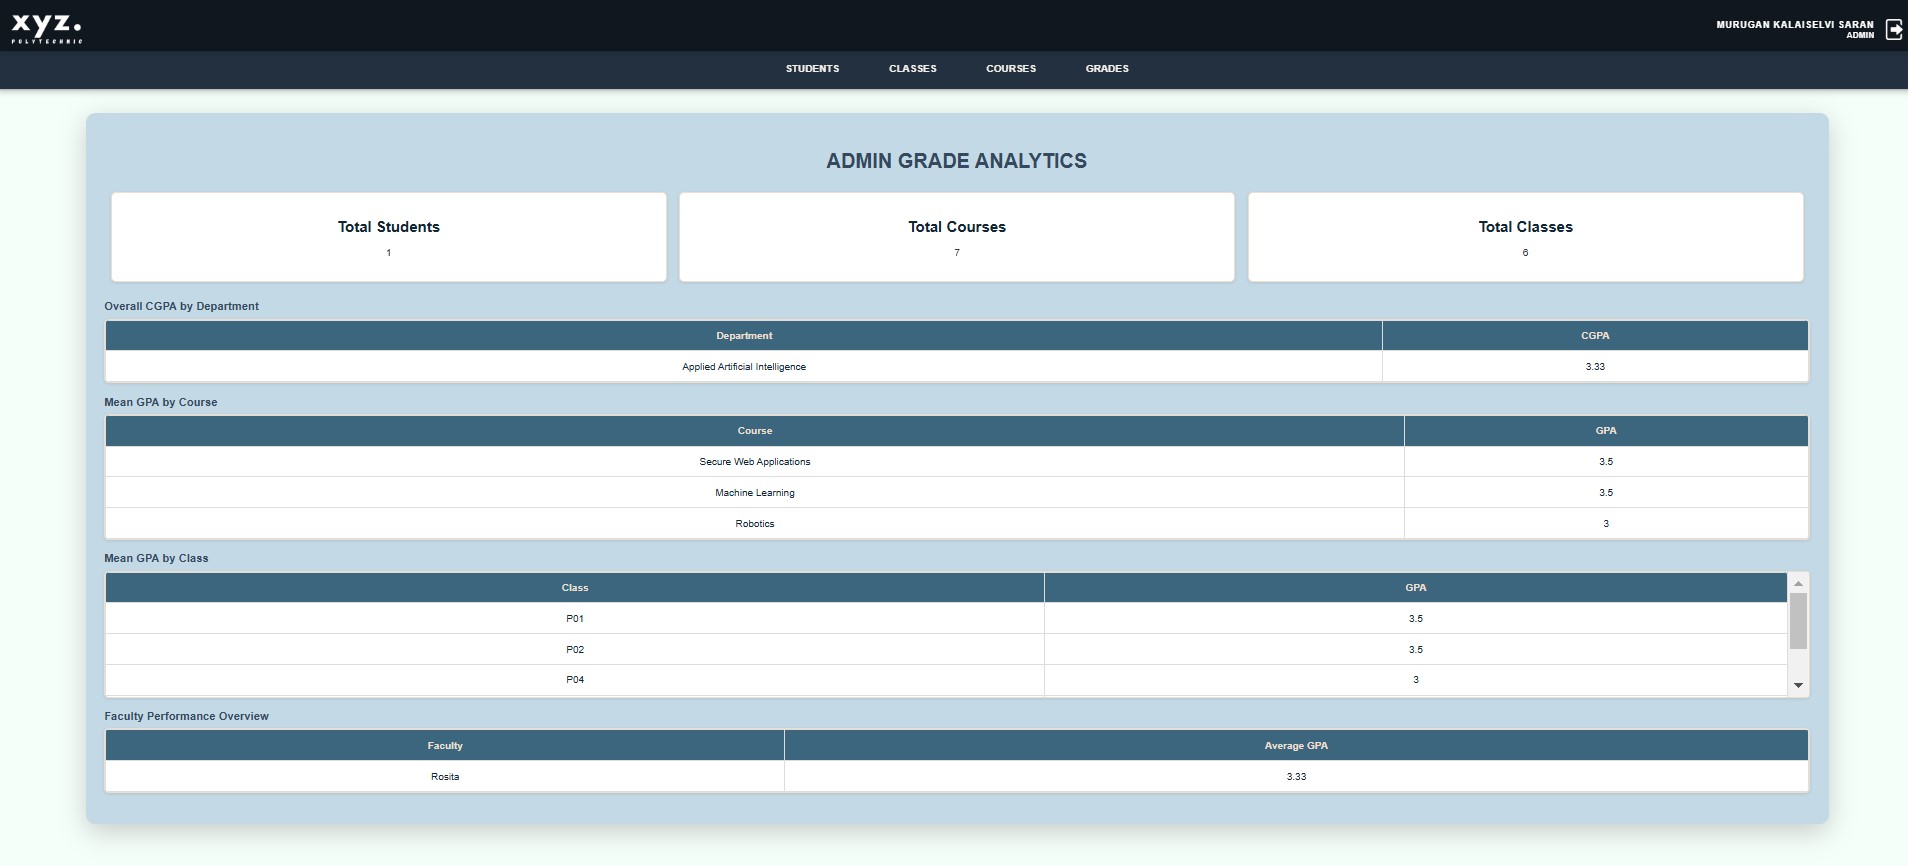 xyz.
POLYTECHNIC
MURUGAN KALAISELVI SARAN
ADMIN
STUDENTS CLASSES COURSES GRADES
ADMIN GRADE ANALYTICS
Total Students Total Courses Total Classes
1 7 6
Overall CGPA by Department
Department CGPA
Applied Artificial Intelligence 3.33
Mean GPA by Course
Course GPA
Secure Web Applications 3.5
Machine Learning 3.5
Robotics 3
Mean GPA by Class
Class GPA
P01 3.5
P02 3.5
P04 3
Faculty Performance Overview
Faculty Average GPA
Rosita 3.33